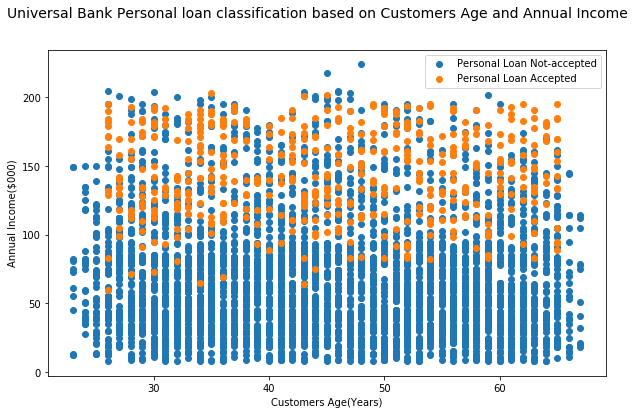 Universal Bank Personal loan classification based on Customers Age and Annual Income
Personal Loan Not-accepted
Personal Loan Accepted
200
150
100
50
0
Annual Income($000)
30 40 50 60
Customers Age(Years)